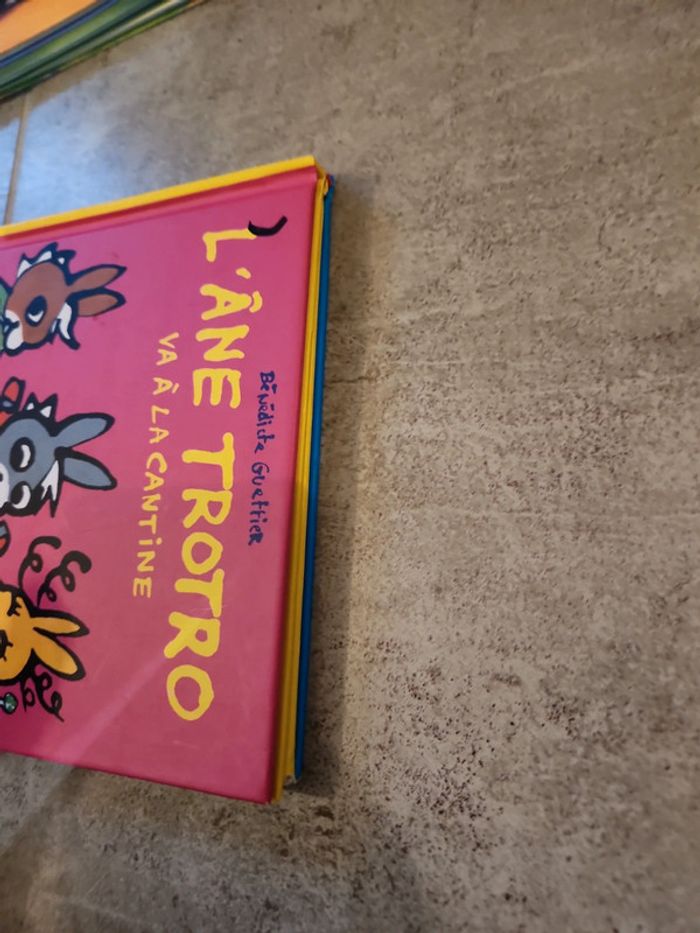 Bénédicte Guettier
L'ÂNE TROTRO
VA À LA CANTiNE